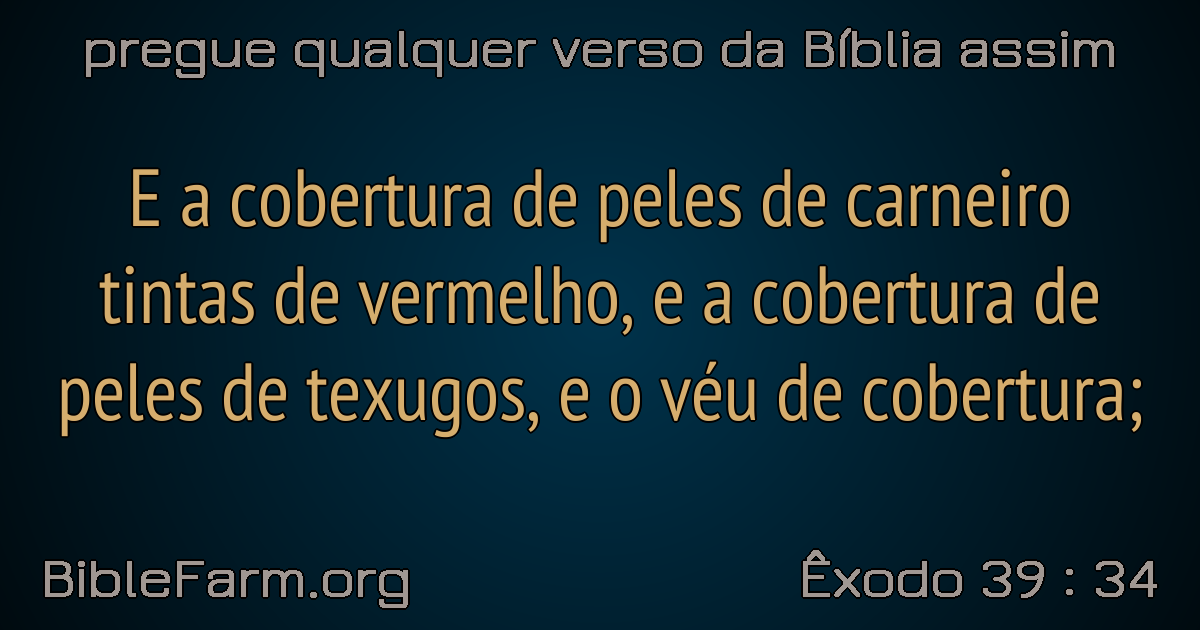 pregue qualquer verso da Bíblia assim
E a cobertura de peles de carneiro
tintas de vermelho, e a cobertura de
peles de texugos, e o véu de cobertura;
BibleFarm.org
Êxodo 39 : 34